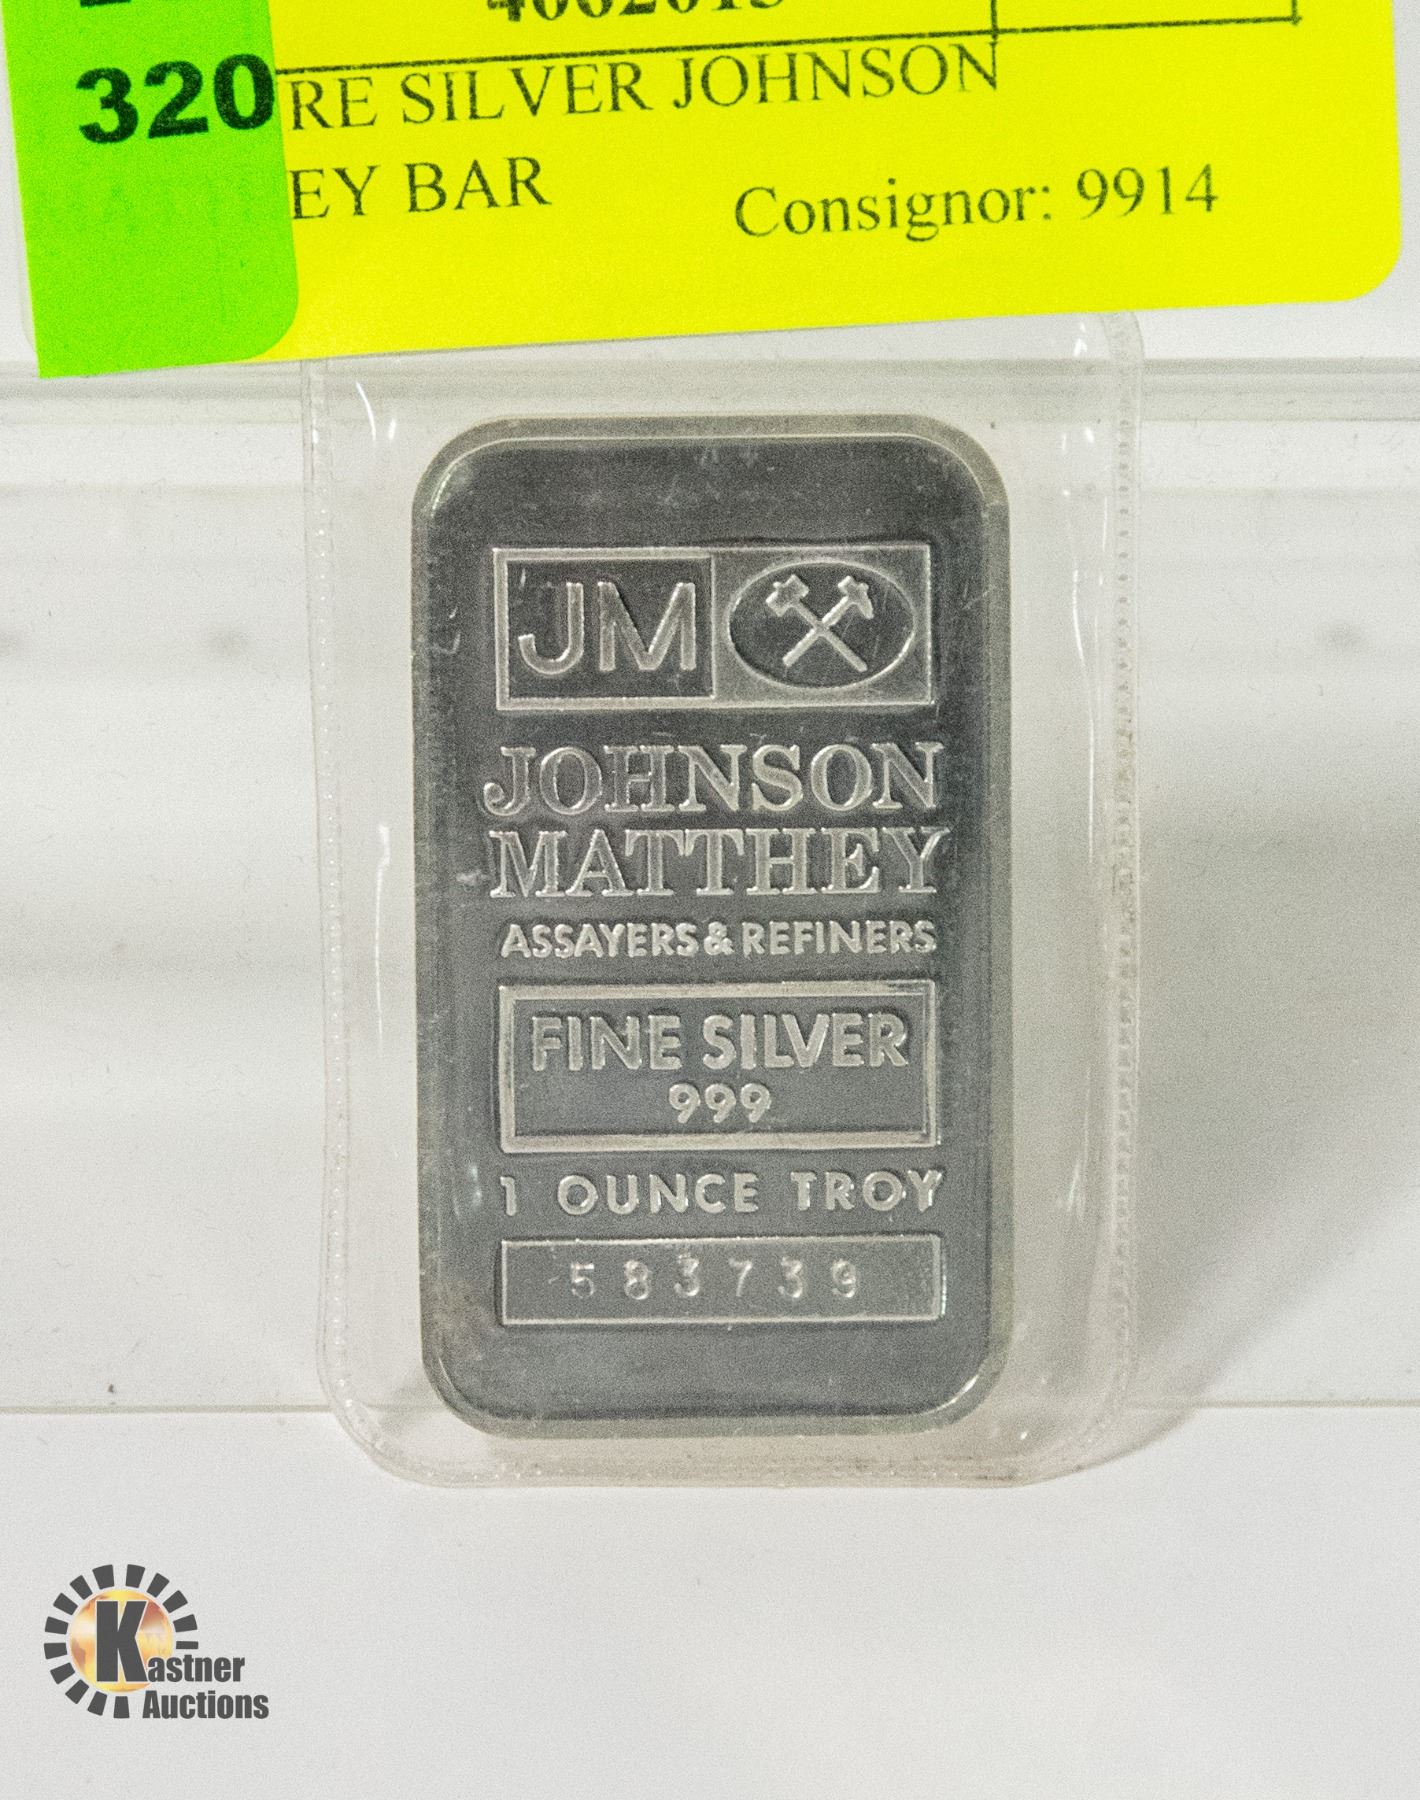 320
RE SILVER JOHNSON
EY BAR
Consignor: 9914
JM
JOHNSON
MATTHEY
ASSAYERS & REFINERS
FINE SILVER
999
1 OUNCE TROY
583739
Kastner
Auctions